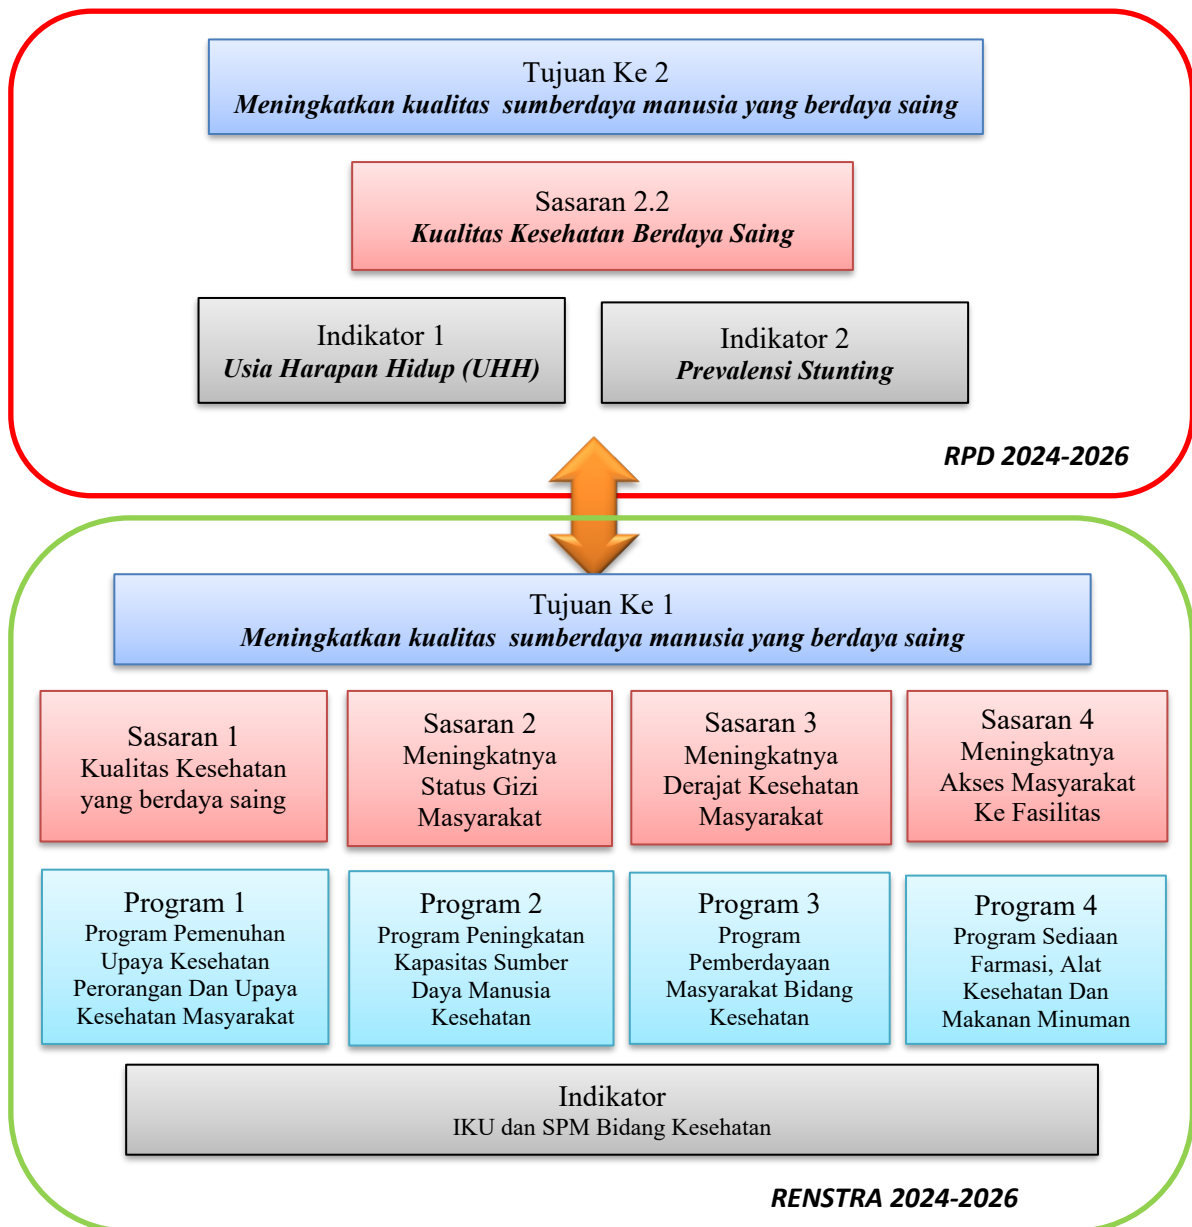 Tujuan Ke 2
Meningkatkan kualitas sumberdaya manusia yang berdaya saing
Sasaran 2.2
Kualitas Kesehatan Berdaya Saing
Indikator 1
Usia Harapan Hidup (UHH)
Indikator 2
Prevalensi Stunting
RPD 2024-2026
Tujuan Ke 1
Meningkatkan kualitas sumberdaya manusia yang berdaya saing
Sasaran 1
Kualitas Kesehatan
yang berdaya saing
Sasaran 2
Meningkatnya
Status Gizi
Masyarakat
Sasaran 3
Meningkatnya
Derajat Kesehatan
Masyarakat
Sasaran 4
Meningkatnya
Akses Masyarakat
Ke Fasilitas
Program 1
Program Pemenuhan
Upaya Kesehatan
Perorangan Dan Upaya
Kesehatan Masyarakat
Program 2
Program Peningkatan
Kapasitas Sumber
Daya Manusia
Kesehatan
Program 3
Program
Pemberdayaan
Masyarakat Bidang
Kesehatan
Program 4
Program Sediaan
Farmasi, Alat
Kesehatan Dan
Makanan Minuman
Indikator
IKU dan SPM Bidang Kesehatan
RENSTRA 2024-2026